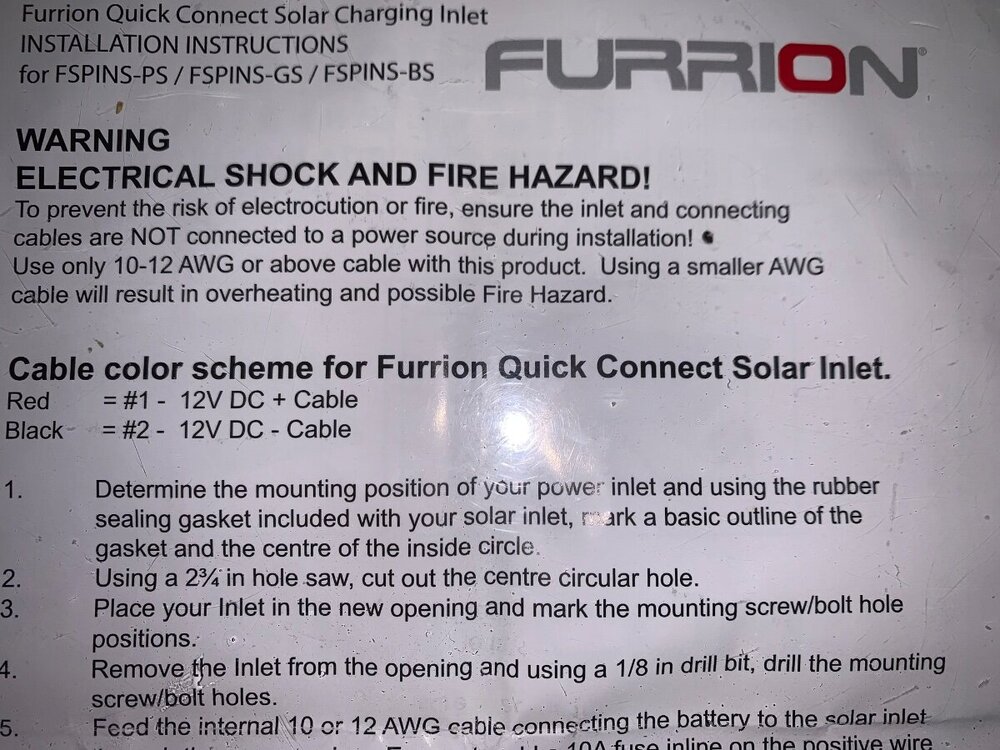 Furrion Quick Connect Solar Charging Inlet
INSTALLATION INSTRUCTIONS
for FSPINS-PS / FSPINS-GS / FSPINS-BS
FURRION®
WARNING
ELECTRICAL SHOCK AND FIRE HAZARD!
To prevent the risk of electrocution or fire, ensure the inlet and connecting
cables are NOT connected to a power source during installation!
Use only 10-12 AWG or above cable with this product. Using a smaller AWG
cable will result in overheating and possible Fire Hazard.
Cable color scheme for Furrion Quick Connect Solar Inlet.
Red = #1 - 12V DC + Cable
Black = #2 - 12V DC - Cable
1. Determine the mounting position of your power inlet and using the rubber
sealing gasket included with your solar inlet, mark a basic outline of the
gasket and the centre of the inside circle.
2. Using a 2¾ in hole saw, cut out the centre circular hole.
3. Place your Inlet in the new opening and mark the mounting screw/bolt hole
positions.
4. Remove the Inlet from the opening and using a 1/8 in drill bit, drill the mounting
screw/bolt holes.
5. Feed the internal 10 or 12 AWG cable connecting the battery to the solar inlet
10A fuse inline on the positive wire